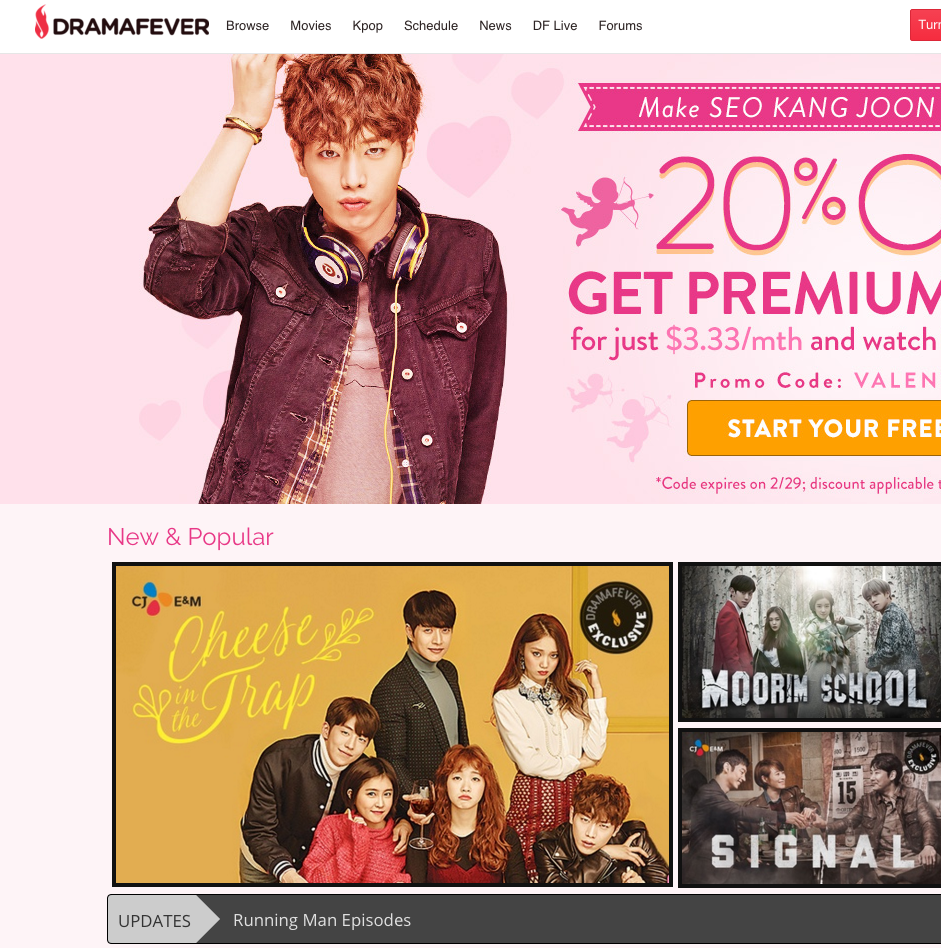 DRAMAFEVER
Browse Movies Kpop Schedule News DF Live Forums
Make SEO KANG JOON
20%
GET PREMIUM
for just $3.33/mth and watch
Promo Code: VALEN
START YOUR FREE
*Code expires on 2/29; discount applicable
New & Popular
CJ E&M
Cheese
in the
Trap
DRAMAFEVER
EXCLUSIVE
MOORIM SCHOOL
CJ E&M
DRAMAFEVER
EXCLUSIVE
15
SIGNAL
UPDATES
Running Man Episodes